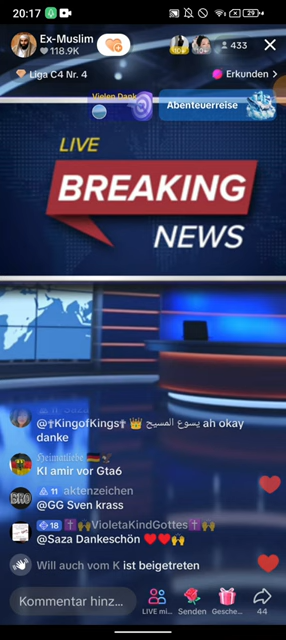 20:17
29
Ex-Muslim
118.9K
433
Liga C4 Nr. 4
Erkunden >
Vielen Dank
Abenteuerreise
LIVE
BREAKING
NEWS
@✝KingofKings✝ 👑 يسوع المسيح ah okay
danke
Heimatliebe 🇩🇪🦅
KI amir vor Gta6
11 aktenzeichen
@GG Sven krass
18 ✝️🙌VioletaKindGottes✝️🙌
@Saza Dankeschön ❤️❤️🙌
Will auch vom K ist beigetreten
Kommentar hinz...
LIVE mi...
Senden
Gesche...
44